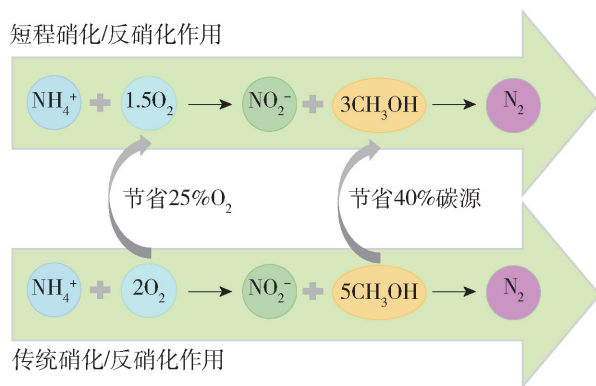 短程硝化/反硝化作用
NH₄⁺ + 1.5O₂ → NO₂⁻ + 3CH₃OH → N₂
节省25%O₂ 节省40%碳源
NH₄⁺ + 2O₂ → NO₂⁻ + 5CH₃OH → N₂
传统硝化/反硝化作用